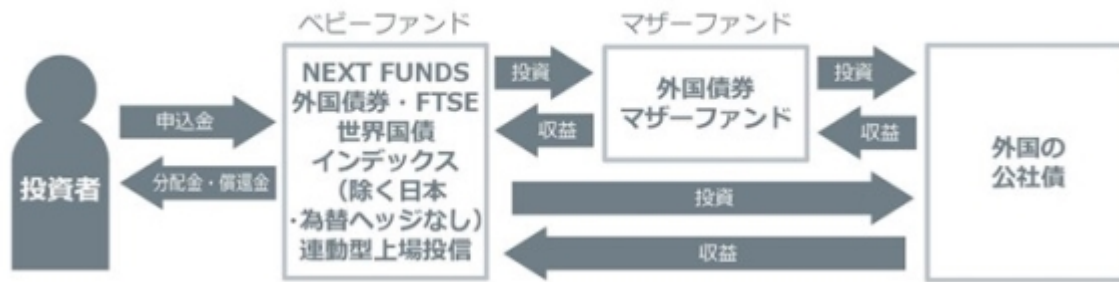 ベビーファンド
マザーファンド
NEXT FUNDS
外国債券・FTSE
世界国債
インデックス
（除く日本
・為替ヘッジなし）
連動型上場投信
投資
収益
外国債券
マザーファンド
投資
収益
外国の
公社債
申込金
分配金・償還金
投資者
投資
収益